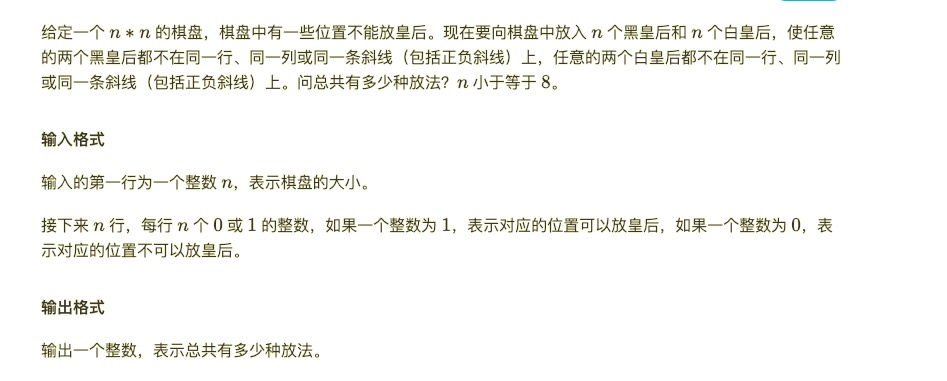 给定一个 n ∗ n 的棋盘，棋盘中有一些位置不能放皇后。现在要向棋盘中放入 n 个黑皇后和 n 个白皇后，使任意
的两个黑皇后都不在同一行、同一列或同一条斜线（包括正负斜线）上，任意的两个白皇后都不在同一行、同一列
或同一条斜线（包括正负斜线）上。问总共有多少种放法？n 小于等于 8。
输入格式
输入的第一行为一个整数 n，表示棋盘的大小。
接下来 n 行，每行 n 个 0 或 1 的整数，如果一个整数为 1，表示对应的位置可以放皇后，如果一个整数为 0，表
示对应的位置不可以放皇后。
输出格式
输出一个整数，表示总共有多少种放法。